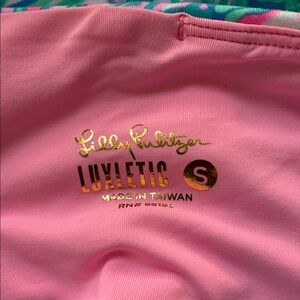 Lilly Pulitzer
LUXLETIC S
MADE IN TAIWAN
RN#